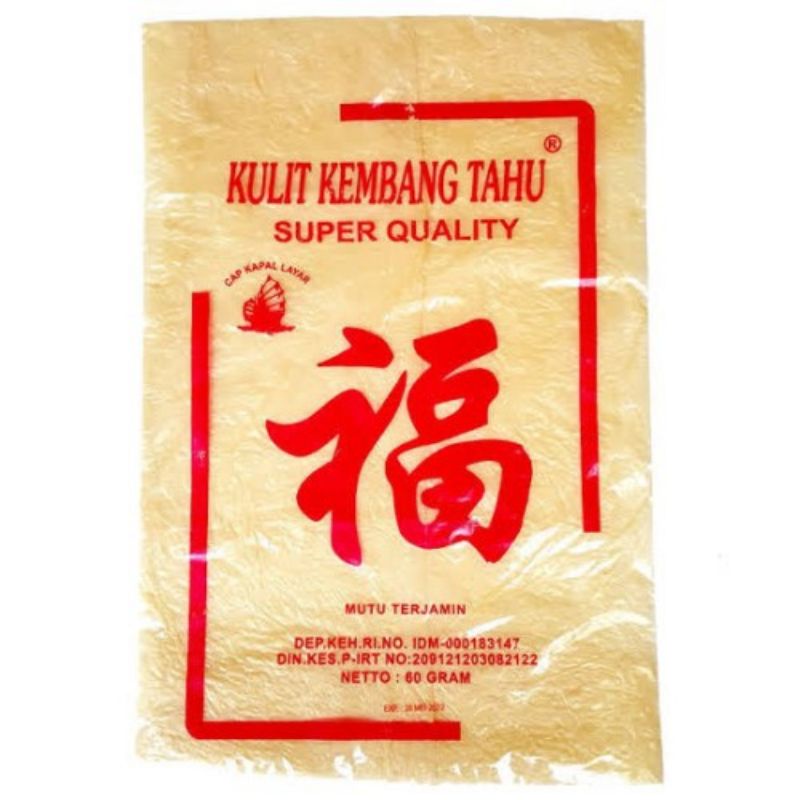 KULIT KEMBANG TAHU ®
SUPER QUALITY
CAP KAPAL LAYAR
福
MUTU TERJAMIN
DEP.KEH.RI.NO. IDM-000183147
DIN.KES.P-IRT NO:209121203082122
NETTO : 60 GRAM
EXP. :